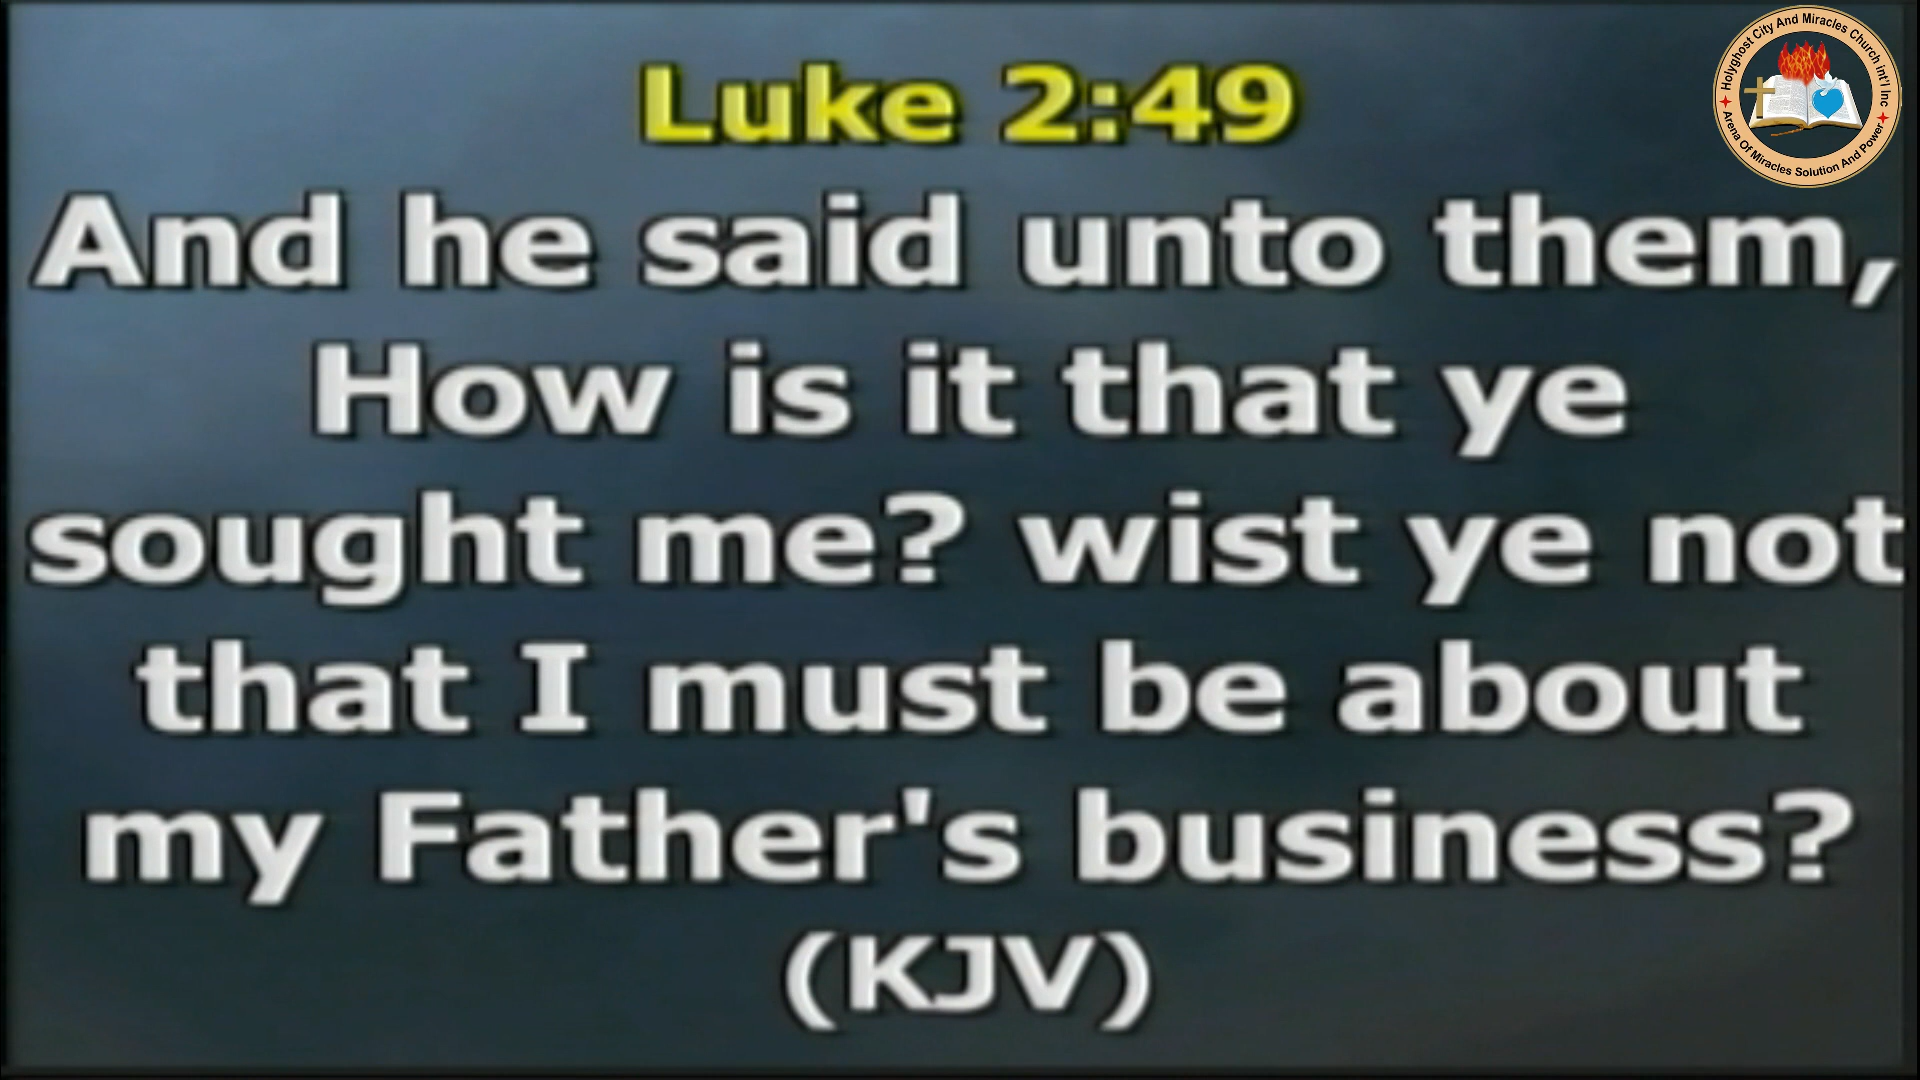 Luke 2:49
And he said unto them,
How is it that ye
sought me? wist ye not
that I must be about
my Father's business?
(KJV)
Holyghost City And Miracles Church int'l Inc
Arena Of Miracles Solution And Power